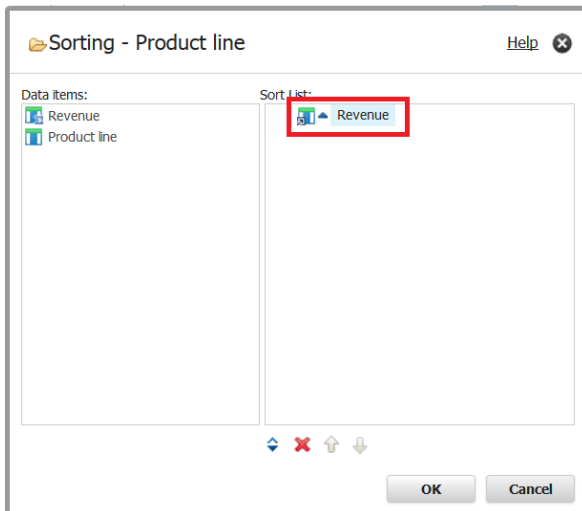 Sorting - Product line
Help
Data items:
Sort List:
Revenue
Product line
Revenue
OK
Cancel